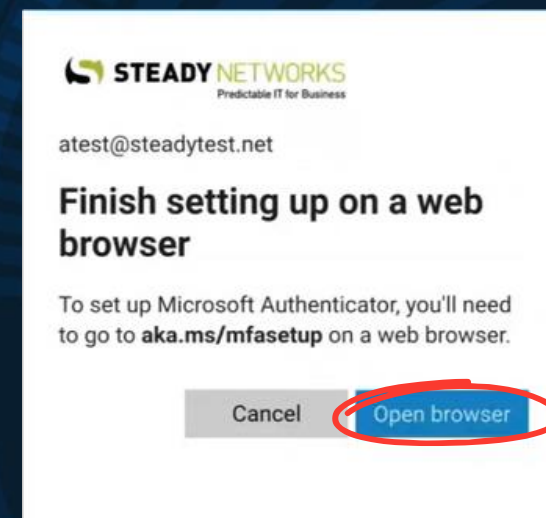 STEADY NETWORKS
Predictable IT for Business
atest@steadytest.net
Finish setting up on a web
browser
To set up Microsoft Authenticator, you'll need
to go to aka.ms/mfasetup on a web browser.
Cancel Open browser